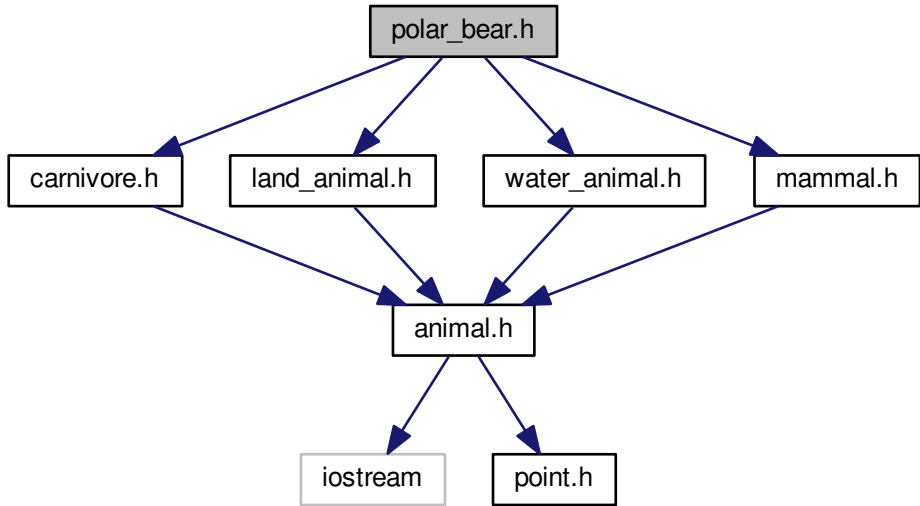 polar_bear.h
carnivore.h
land_animal.h
water_animal.h
mammal.h
animal.h
iostream
point.h